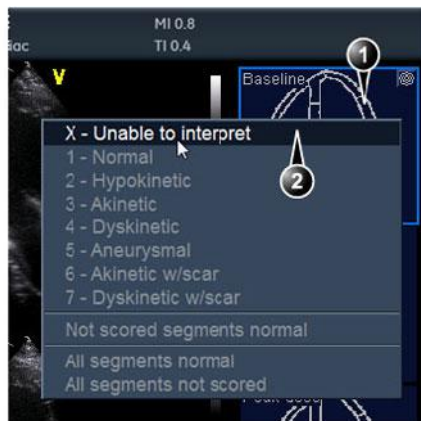 MI 0.8
TI 0.4
V
Baseline
1
X - Unable to interpret
1 - Normal
2 - Hypokinetic
2
3 - Akinetic
4 - Dyskinetic
5 - Aneurysmal
6 - Akinetic w/scar
7 - Dyskinetic w/scar
Not scored segments normal
All segments normal
All segments not scored